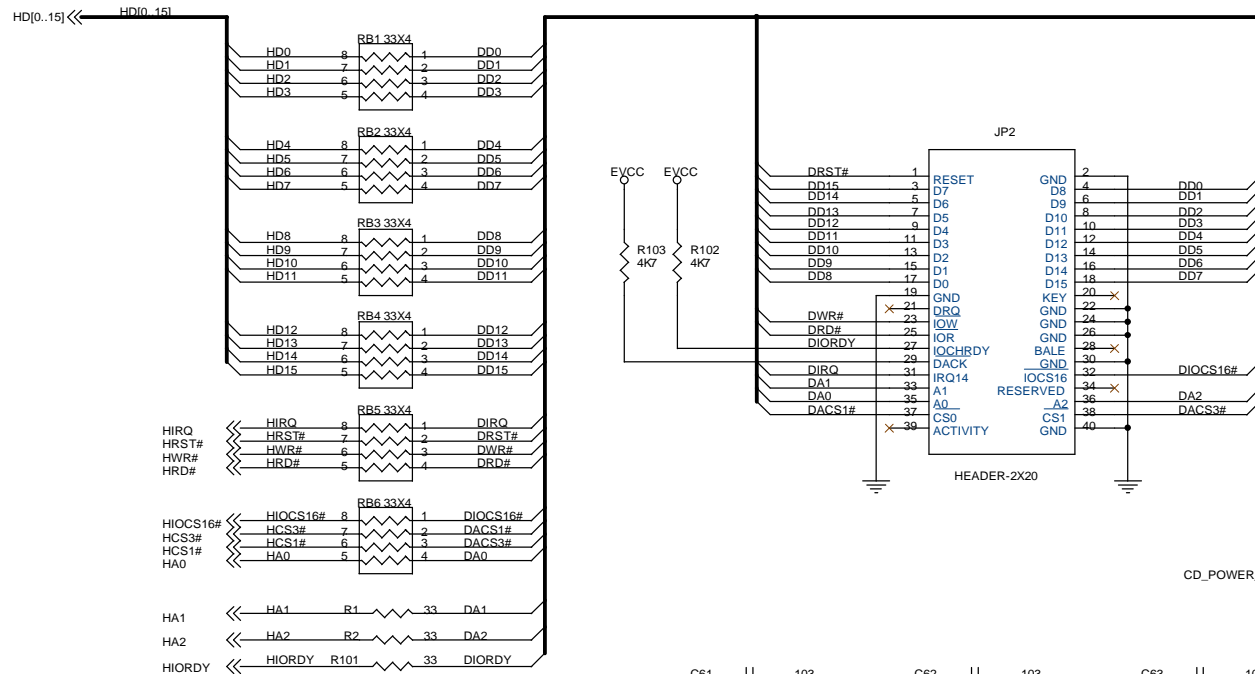 HD[0..15]
HD[0..15]
RB1 33X4
HD0 8 1 DD0
HD1 7 2 DD1
HD2 6 3 DD2
HD3 5 4 DD3
RB2 33X4
HD4 8 1 DD4
HD5 7 2 DD5
HD6 6 3 DD6
HD7 5 4 DD7
RB3 33X4
HD8 8 1 DD8
HD9 7 2 DD9
HD10 6 3 DD10
HD11 5 4 DD11
RB4 33X4
HD12 8 1 DD12
HD13 7 2 DD13
HD14 6 3 DD14
HD15 5 4 DD15
RB5 33X4
HIRQ HIRQ 8 1 DIRQ
HRST# HRST# 7 2 DRST#
HWR# HWR# 6 3 DWR#
HRD# HRD# 5 4 DRD#
RB6 33X4
HIOCS16# HIOCS16# 8 1 DIOCS16#
HCS3# HCS3# 7 2 DACS1#
HCS1# HCS1# 6 3 DACS3#
HA0 HA0 5 4 DA0
HA1 HA1 R1 33 DA1
HA2 HA2 R2 33 DA2
HIORDY HIORDY R101 33 DIORDY
EVCC EVCC
R103 R102
4K7 4K7
JP2
DRST# 1 RESET GND 2
DD15 3 D7 D8 4 DD0
DD14 5 D6 D9 6 DD1
DD13 7 D5 D10 8 DD2
DD12 9 D4 D11 10 DD3
DD11 11 D3 D12 12 DD4
DD10 13 D2 D13 14 DD5
DD9 15 D1 D14 16 DD6
DD8 17 D0 D15 18 DD7
19 GND KEY 20
21 DRQ GND 22
DWR# 23 IOW GND 24
DRD# 25 IOR GND 26
DIORDY 27 IOCHRDY BALE 28
29 DACK GND 30
DIRQ 31 IRQ14 IOCS16 32 DIOCS16#
DA1 33 A1 RESERVED 34
DA0 35 A0 A2 36 DA2
DACS1# 37 CS0 CS1 38 DACS3#
39 ACTIVITY GND 40
HEADER-2X20
CD_POWER
C61 103 C62 103 C63